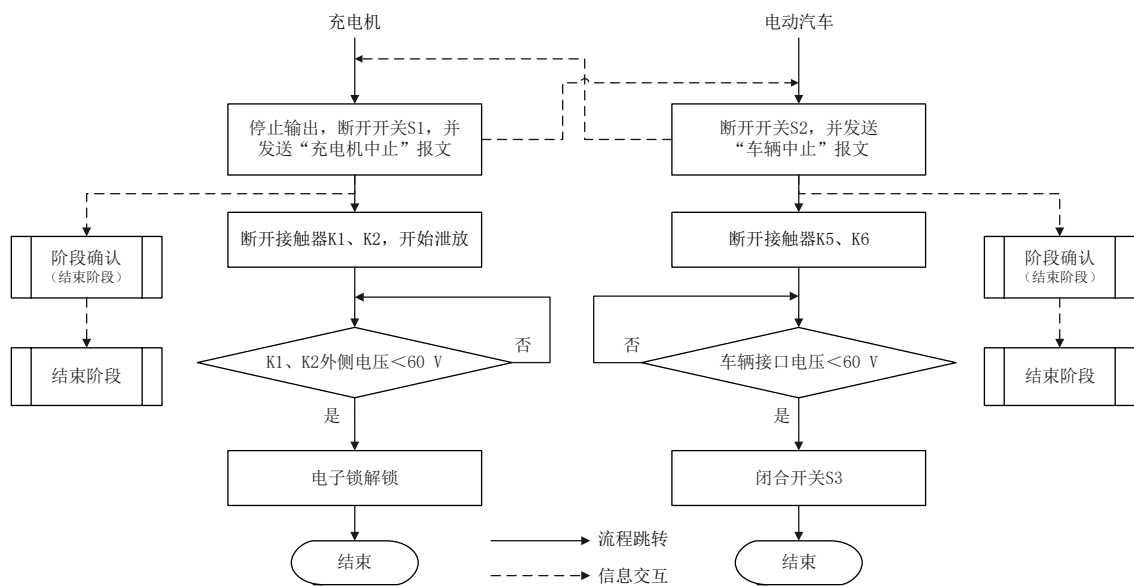 充电机
电动汽车
停止输出，断开开关S1，并
发送“充电机中止”报文
断开开关S2，并发送
“车辆中止”报文
断开接触器K1、K2，开始泄放
断开接触器K5、K6
阶段确认
（结束阶段）
阶段确认
（结束阶段）
否
否
K1、K2外侧电压＜60 V
车辆接口电压＜60 V
结束阶段
结束阶段
是
是
电子锁解锁
闭合开关S3
流程跳转
结束
结束
信息交互